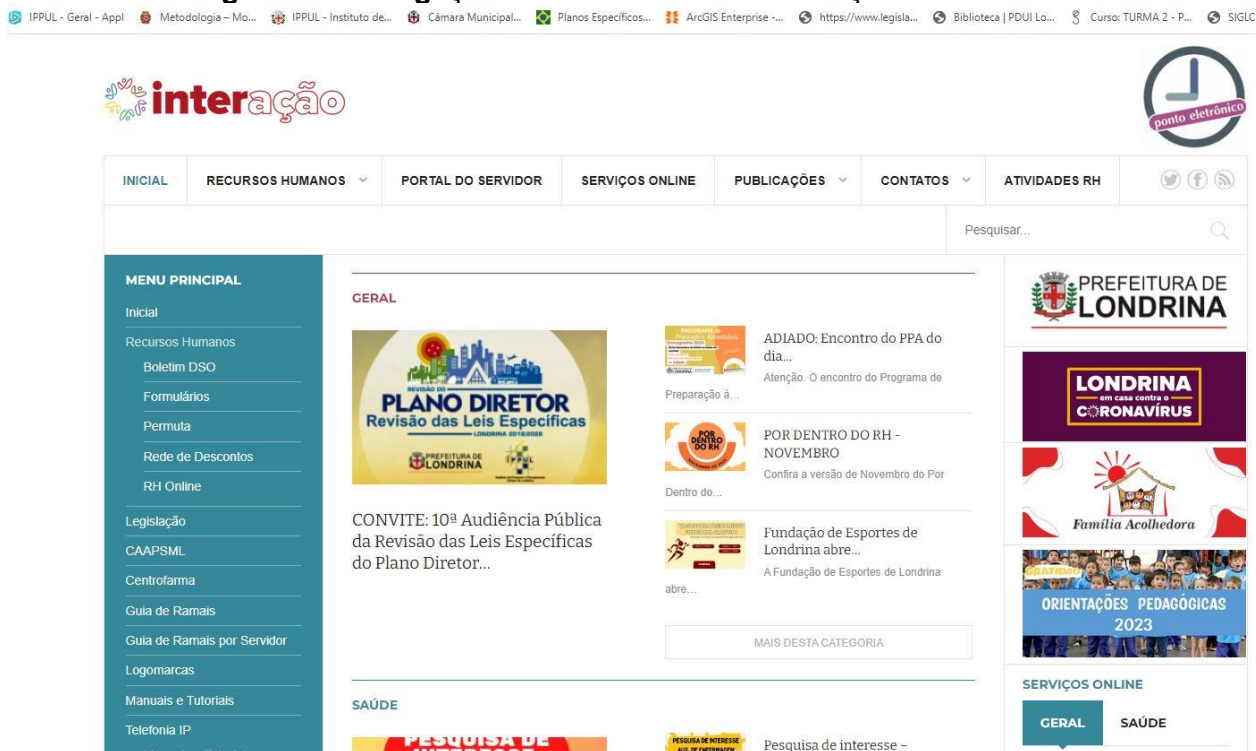 IPPUL - Geral - Appl
Metodologia – Mo...
IPPUL - Instituto de...
Câmara Municipal...
Planos Específicos...
ArcGIS Enterprise -...
https://www.legisla...
Biblioteca | PDUI Lo...
Curso: TURMA 2 - P...
SIGLO
interação
ponto eletrônico
INICIAL
RECURSOS HUMANOS
PORTAL DO SERVIDOR
SERVIÇOS ONLINE
PUBLICAÇÕES
CONTATOS
ATIVIDADES RH
Pesquisar...
MENU PRINCIPAL
Inicial
Recursos Humanos
Boletim DSO
Formulários
Permuta
Rede de Descontos
RH Online
Legislação
CAAPSML
Centrofarma
Guia de Ramais
Guia de Ramais por Servidor
Logomarcas
Manuais e Tutoriais
Telefonia IP
GERAL
REVISÃO DO
PLANO DIRETOR
Revisão das Leis Específicas
LONDRINA 2018/2028
PREFEITURA DE
LONDRINA
IPPUL
CONVITE: 10ª Audiência Pública
da Revisão das Leis Específicas
do Plano Diretor...
ADIADO: Encontro do PPA do
dia...
Atenção. O encontro do Programa de
Preparação à...
POR
DENTRO
DO RH
POR DENTRO DO RH -
NOVEMBRO
Confira a versão de Novembro do Por
Dentro do...
Fundação de Esportes de
Londrina abre...
A Fundação de Esportes de Londrina
abre...
MAIS DESTA CATEGORIA
SAÚDE
PESQUISA DE
PESQUISA DE INTERESSE
AUX. DE ENFERMAGEM
Pesquisa de interesse –
PREFEITURA DE
LONDRINA
LONDRINA
em casa contra o
CORONAVÍRUS
Família Acolhedora
GRATIDÃO
ORIENTAÇÕES PEDAGÓGICAS
2023
SERVIÇOS ONLINE
GERAL
SAÚDE